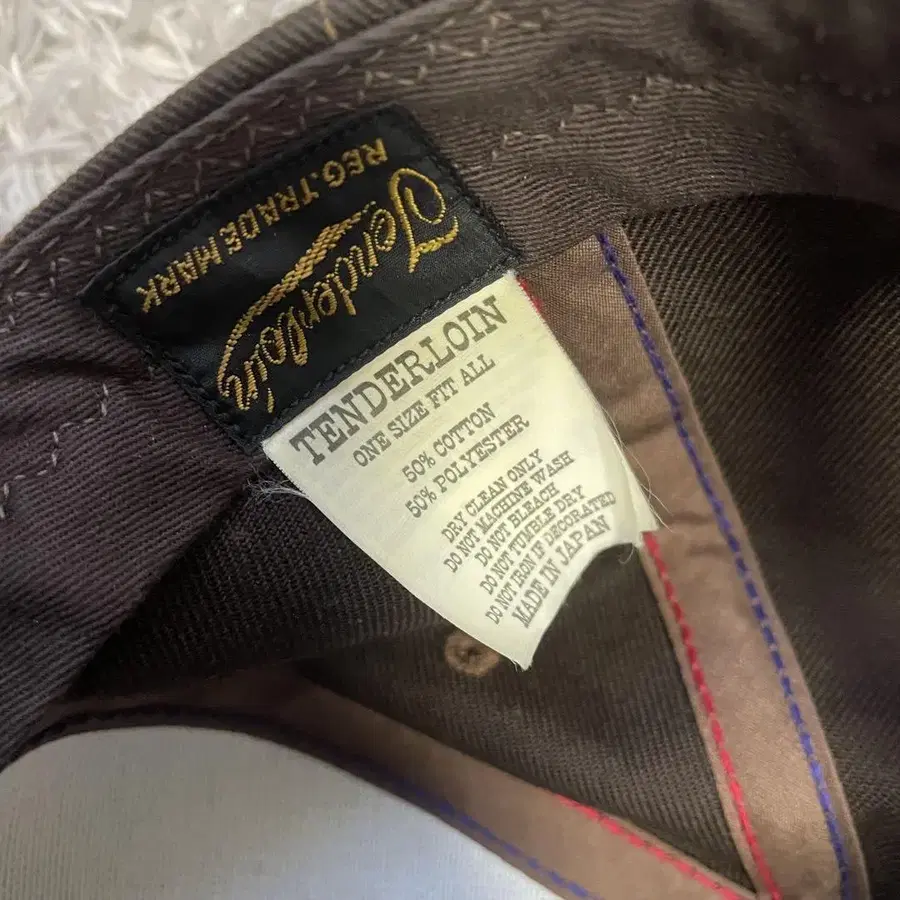 Tenderloin
REG. TRADE MARK
TENDERLOIN
ONE SIZE FIT ALL
50% COTTON
50% POLYESTER
DRY CLEAN ONLY
DO NOT MACHINE WASH
DO NOT BLEACH
DO NOT TUMBLE DRY
DO NOT IRON IF DECORATED
MADE IN JAPAN